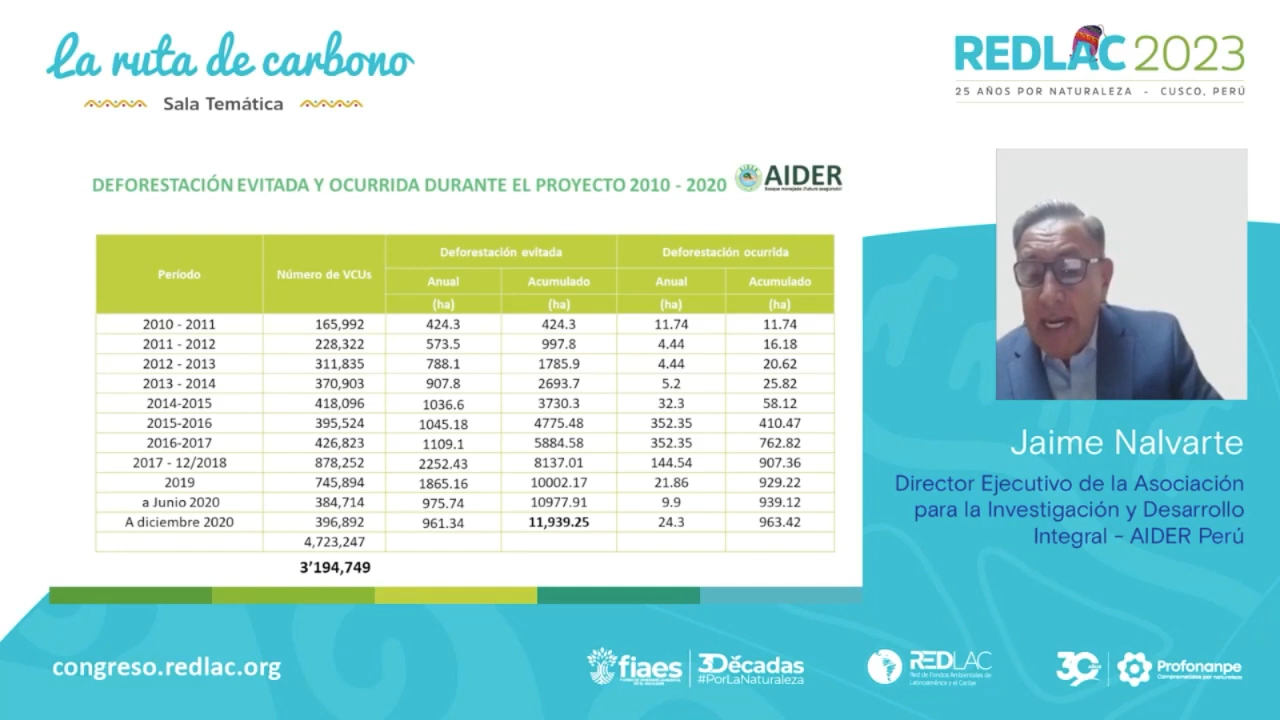 La ruta de carbono
Sala Temática
REDLAC 2023
25 AÑOS POR NATURALEZA - CUSCO, PERÚ
DEFORESTACIÓN EVITADA Y OCURRIDA DURANTE EL PROYECTO 2010 - 2020
AIDER
Período Número de VCUs Deforestación evitada Deforestación ocurrida
Anual Acumulado Anual Acumulado
(ha) (ha) (ha) (ha)
2010 - 2011 165,992 424.3 424.3 11.74 11.74
2011 - 2012 228,322 573.5 997.8 4.44 16.18
2012 - 2013 311,835 788.1 1785.9 4.44 20.62
2013 - 2014 370,903 907.8 2693.7 5.2 25.82
2014-2015 418,096 1036.6 3730.3 32.3 58.12
2015-2016 395,524 1045.18 4775.48 352.35 410.47
2016-2017 426,823 1109.1 5884.58 352.35 762.82
2017 - 12/2018 878,252 2252.43 8137.01 144.54 907.36
2019 745,894 1865.16 10002.17 21.86 929.22
a Junio 2020 384,714 975.74 10977.91 9.9 939.12
A diciembre 2020 396,892 961.34 11,939.25 24.3 963.42
4,723,247
3'194,749
Jaime Nalvarte
Director Ejecutivo de la Asociación
para la Investigación y Desarrollo
Integral - AIDER Perú
congreso.redlac.org
fiaes
3Décadas
#PorLaNaturaleza
REDLAC
Red de Fondos Ambientales de
Latinoamérica y el Caribe
30 años
Profonanpe